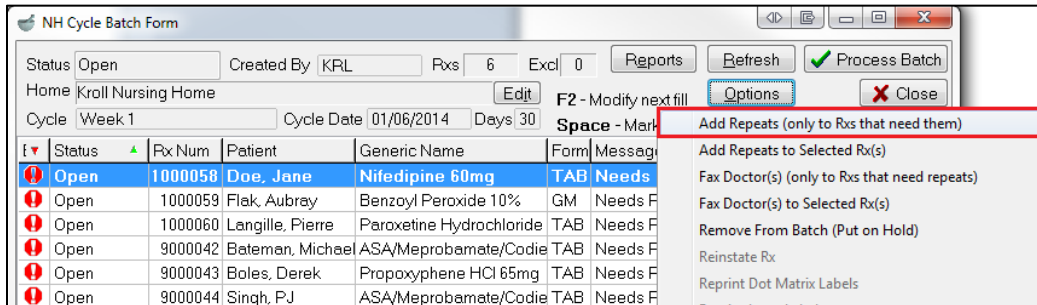 NH Cycle Batch Form
Status Open Created By KRL Rxs 6 Excl 0 Reports Refresh Process Batch
Home Kroll Nursing Home Edit F2 - Modify next fill Options Close
Cycle Week 1 Cycle Date 01/06/2014 Days 30 Space - Mark
Status Rx Num Patient Generic Name Form Message
Open 1000058 Doe, Jane Nifedipine 60mg TAB Needs
Open 1000059 Flak, Aubray Benzoyl Peroxide 10% GM Needs F
Open 1000060 Langille, Pierre Paroxetine Hydrochloride TAB Needs F
Open 9000042 Bateman, Michael ASA/Meprobamate/Codie TAB Needs F
Open 9000043 Boles, Derek Propoxyphene HCl 65mg TAB Needs F
Open 9000044 Singh, PJ ASA/Meprobamate/Codie TAB Needs F
Add Repeats (only to Rxs that need them)
Add Repeats to Selected Rx(s)
Fax Doctor(s) (only to Rxs that need repeats)
Fax Doctor(s) to Selected Rx(s)
Remove From Batch (Put on Hold)
Reinstate Rx
Reprint Dot Matrix Labels